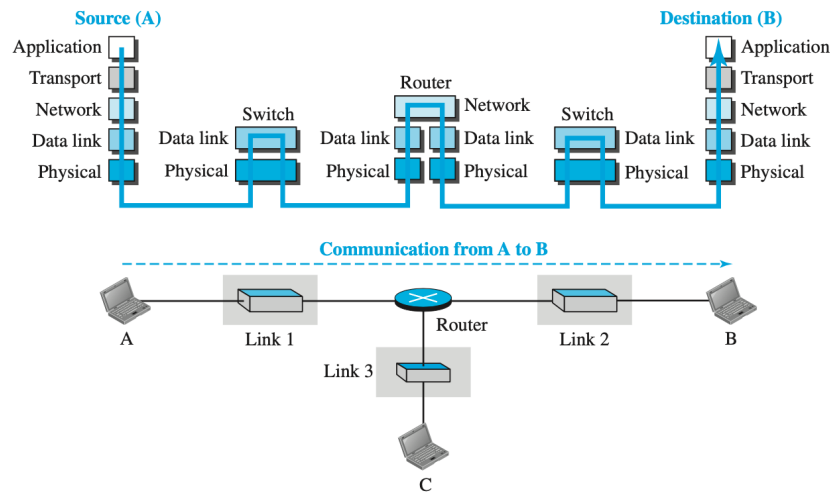 Source (A)
Destination (B)
Application
Application
Transport
Transport
Router
Network
Network
Network
Switch
Switch
Data link
Data link
Data link
Data link
Data link
Data link
Physical
Physical
Physical
Physical
Physical
Physical
Communication from A to B
A
Link 1
Router
Link 2
B
Link 3
C